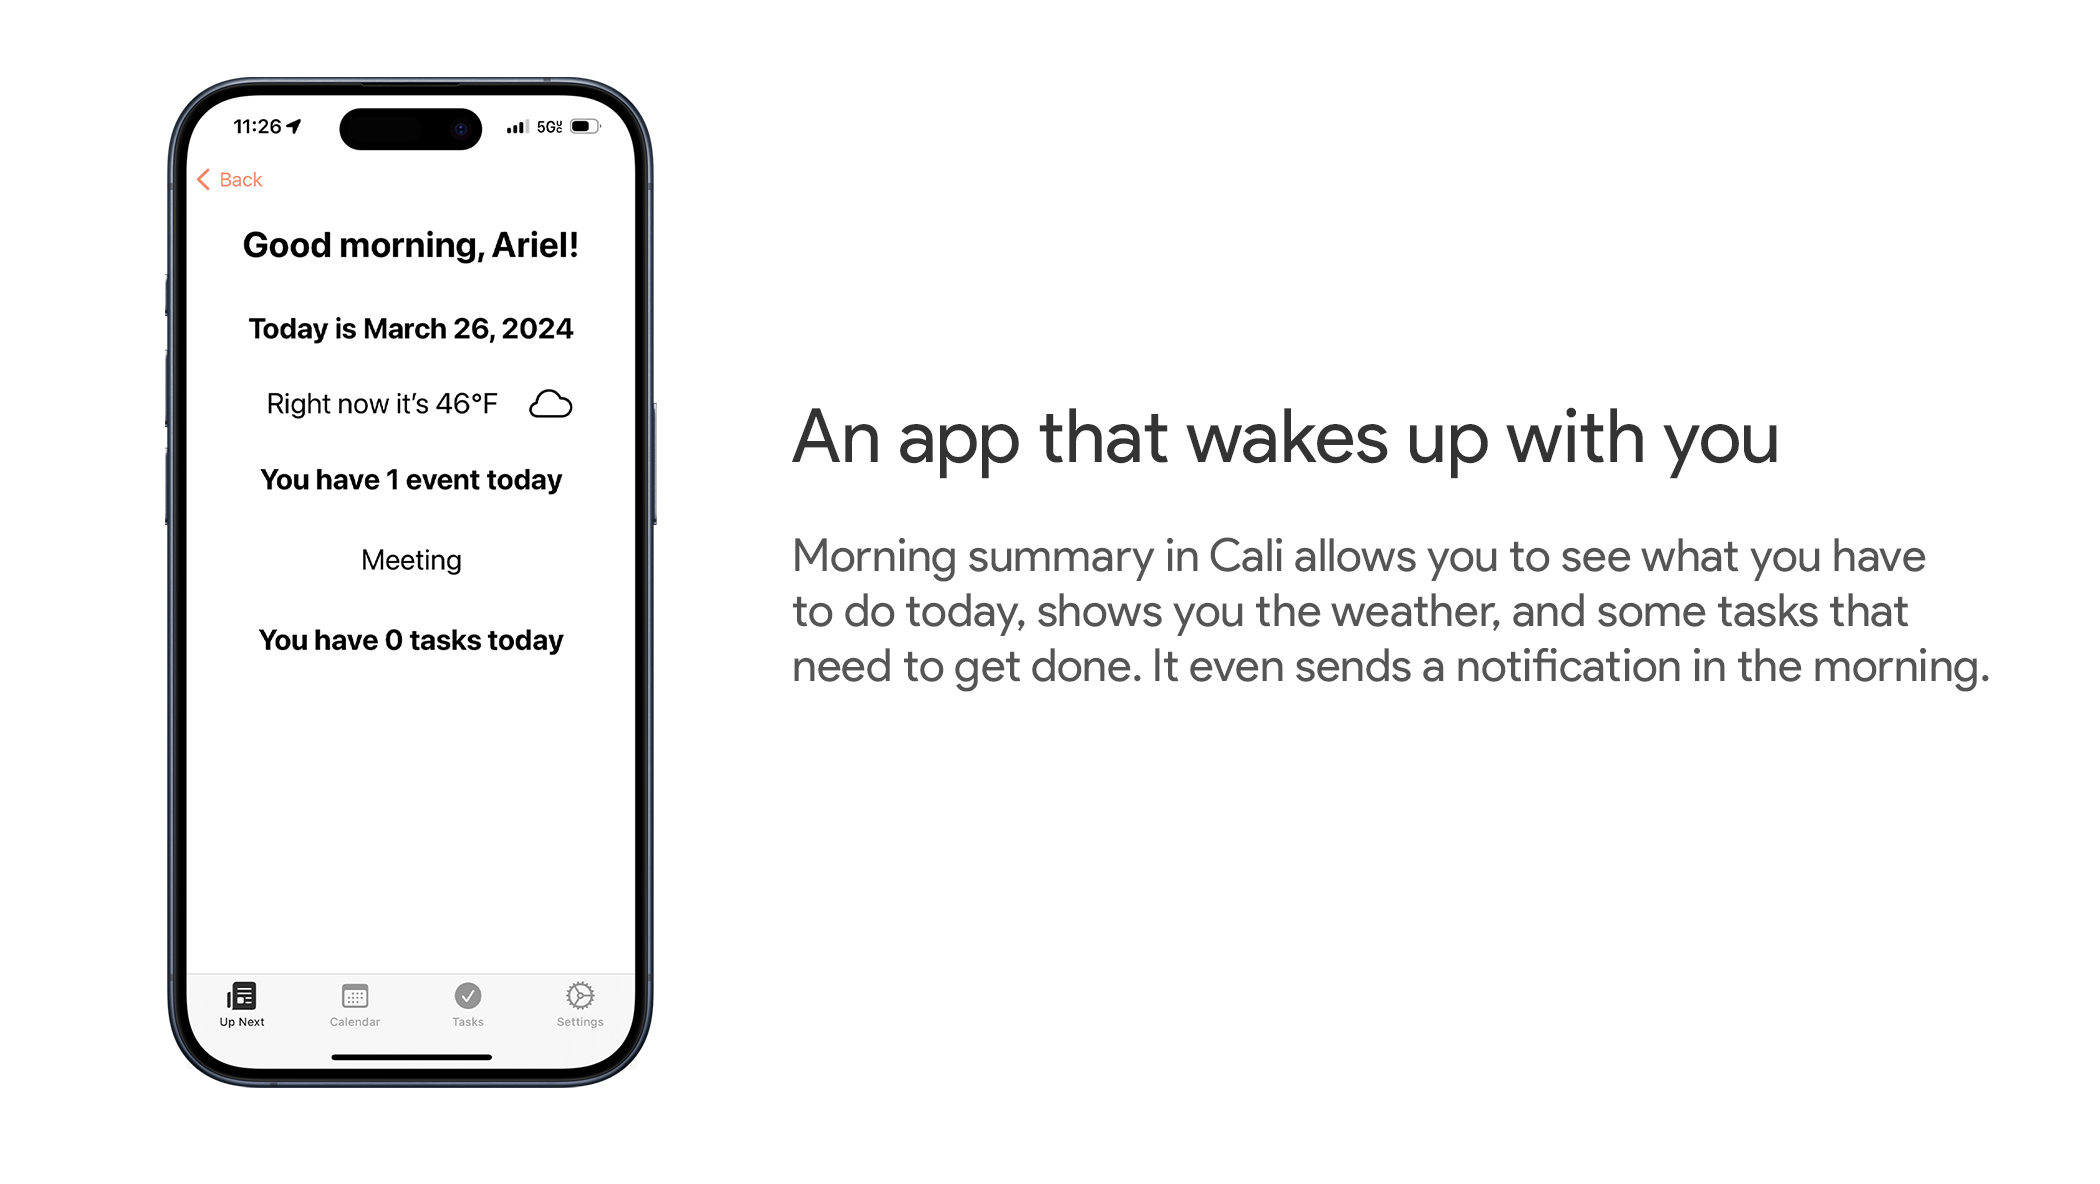 11:26
5GUC
Back
Good morning, Ariel!
Today is March 26, 2024
Right now it’s 46°F
You have 1 event today
Meeting
You have 0 tasks today
Up Next
Calendar
Tasks
Settings
An app that wakes up with you
Morning summary in Cali allows you to see what you have
to do today, shows you the weather, and some tasks that
need to get done. It even sends a notification in the morning.